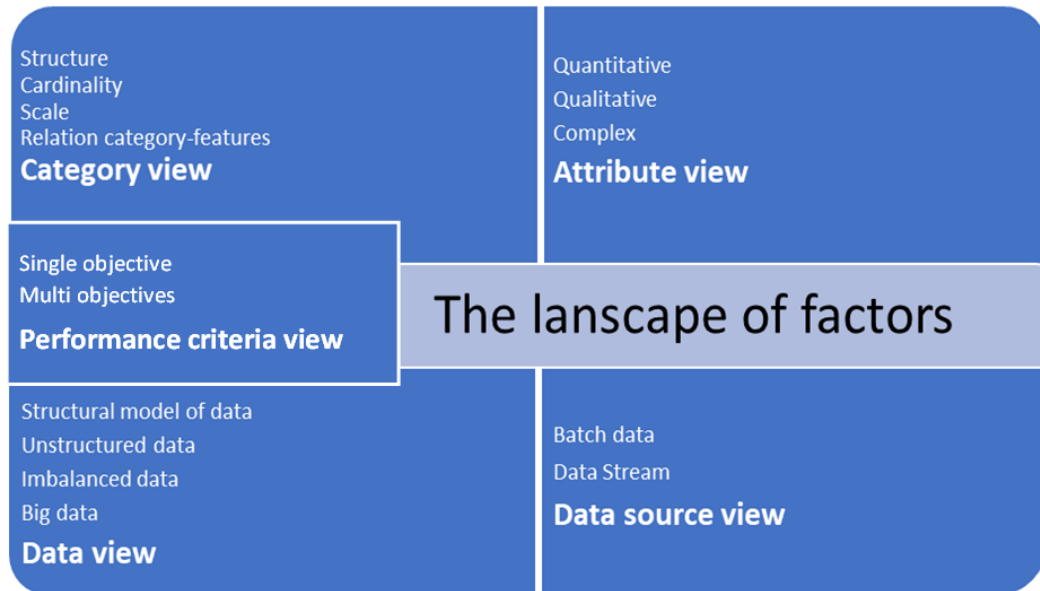 Structure
Cardinality
Scale
Relation category-features
Category view
Quantitative
Qualitative
Complex
Attribute view
Single objective
Multi objectives
Performance criteria view
The lanscape of factors
Structural model of data
Unstructured data
Imbalanced data
Big data
Data view
Batch data
Data Stream
Data source view